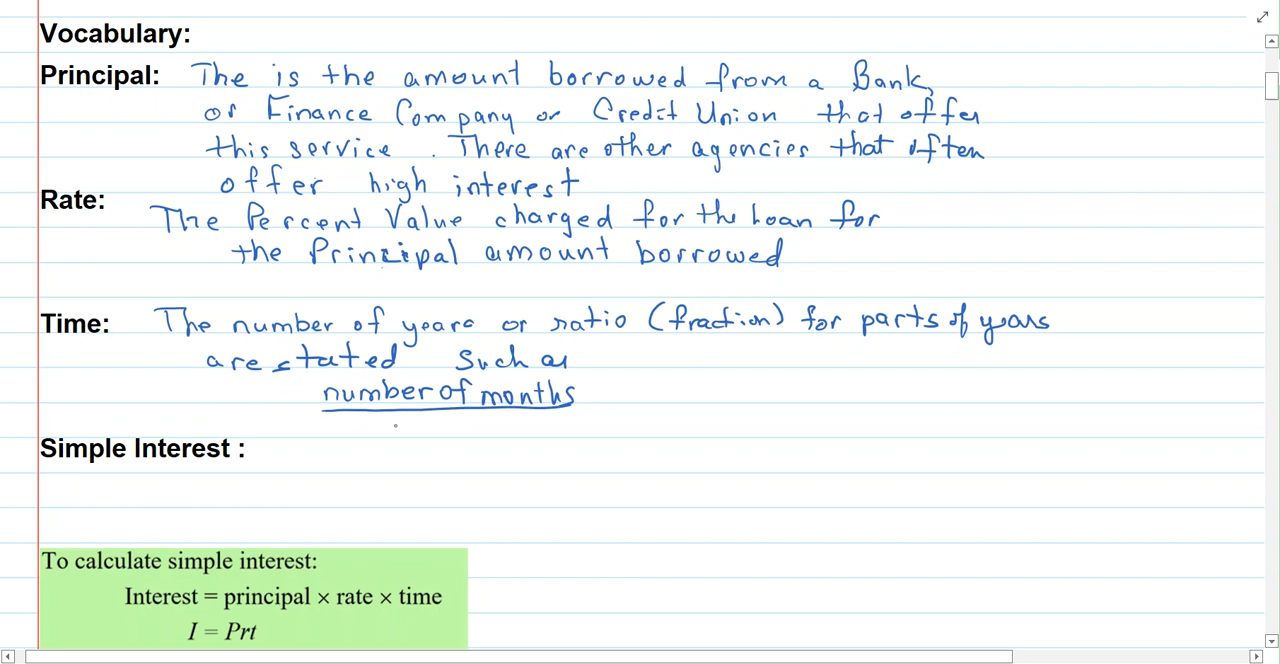 Vocabulary:
Principal: The is the amount borrowed from a Bank,
or Finance Company or Credit Union that offer
this service . There are other agencies that often
offer high interest
Rate:
The Percent Value charged for the Loan for
the Principal amount borrowed
Time: The number of years or ratio (fraction) for parts of years
are stated such as
number of months
Simple Interest :
To calculate simple interest:
Interest = principal × rate × time
I = Prt